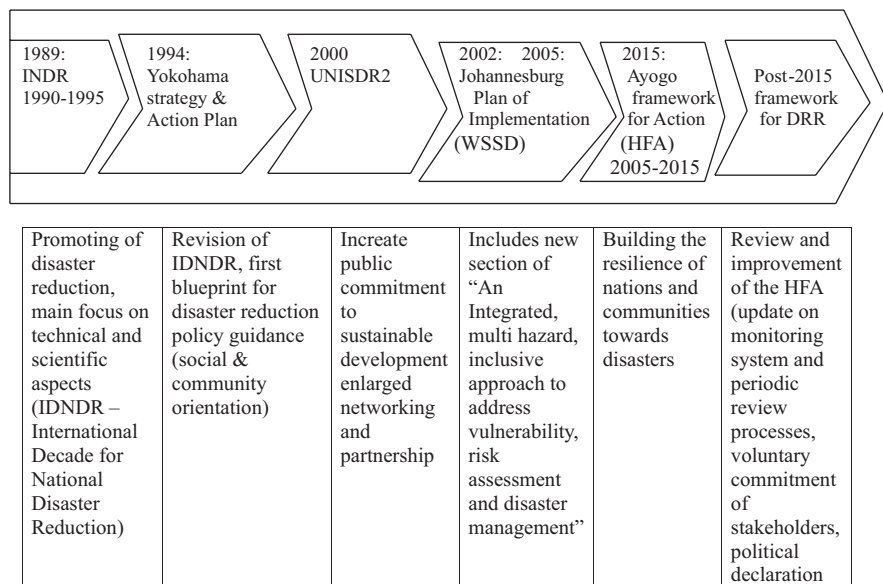 1989:
INDR
1990-1995
1994:
Yokohama
strategy &
Action Plan
2000
UNISDR2
2002: 2005:
Johannesburg
Plan of
Implementation
(WSSD)
2015:
Ayogo
framework
for Action
(HFA)
2005-2015
Post-2015
framework
for DRR
Promoting of
disaster
reduction,
main focus on
technical and
scientific
aspects
(IDNDR –
International
Decade for
National
Disaster
Reduction)
Revision of
IDNDR, first
blueprint for
disaster reduction
policy guidance
(social &
community
orientation)
Increate
public
commitment
to
sustainable
development
enlarged
networking
and
partnership
Includes new
section of
“An
Integrated,
multi hazard,
inclusive
approach to
address
vulnerability,
risk
assessment
and disaster
management”
Building the
resilience of
nations and
communities
towards
disasters
Review and
improvement
of the HFA
(update on
monitoring
system and
periodic
review
processes,
voluntary
commitment
of
stakeholders,
political
declaration